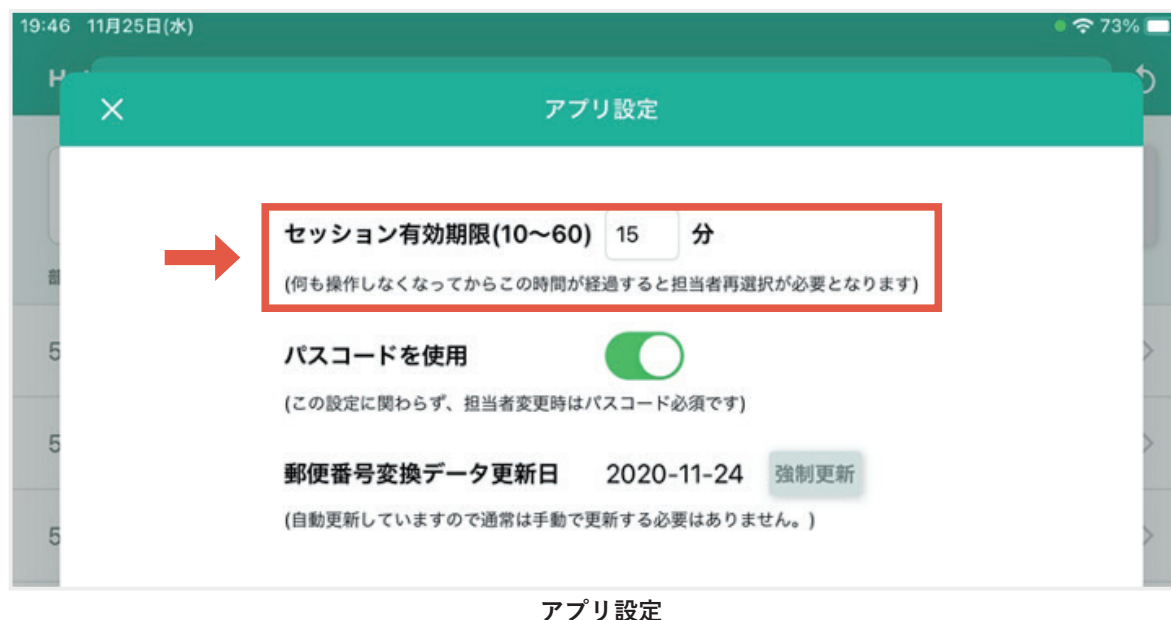 19:46 11月25日(水)
73%
アプリ設定
セッション有効期限(10〜60) 15 分
(何も操作しなくなってからこの時間が経過すると担当者再選択が必要となります)
パスコードを使用
(この設定に関わらず、担当者変更時はパスコード必須です)
郵便番号変換データ更新日 2020-11-24 強制更新
(自動更新していますので通常は手動で更新する必要はありません。)
5
5
5
アプリ設定